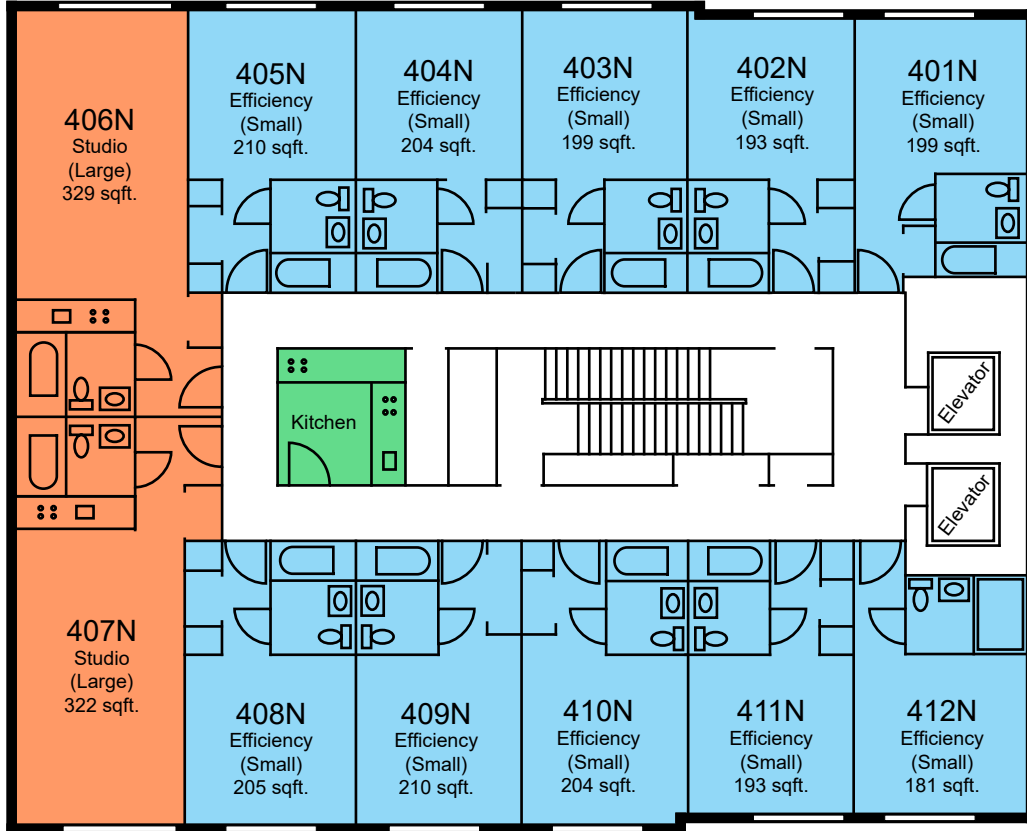 406N
Studio
(Large)
329 sqft.
405N
Efficiency
(Small)
210 sqft.
404N
Efficiency
(Small)
204 sqft.
403N
Efficiency
(Small)
199 sqft.
402N
Efficiency
(Small)
193 sqft.
401N
Efficiency
(Small)
199 sqft.
Kitchen
Elevator
Elevator
407N
Studio
(Large)
322 sqft.
408N
Efficiency
(Small)
205 sqft.
409N
Efficiency
(Small)
210 sqft.
410N
Efficiency
(Small)
204 sqft.
411N
Efficiency
(Small)
193 sqft.
412N
Efficiency
(Small)
181 sqft.